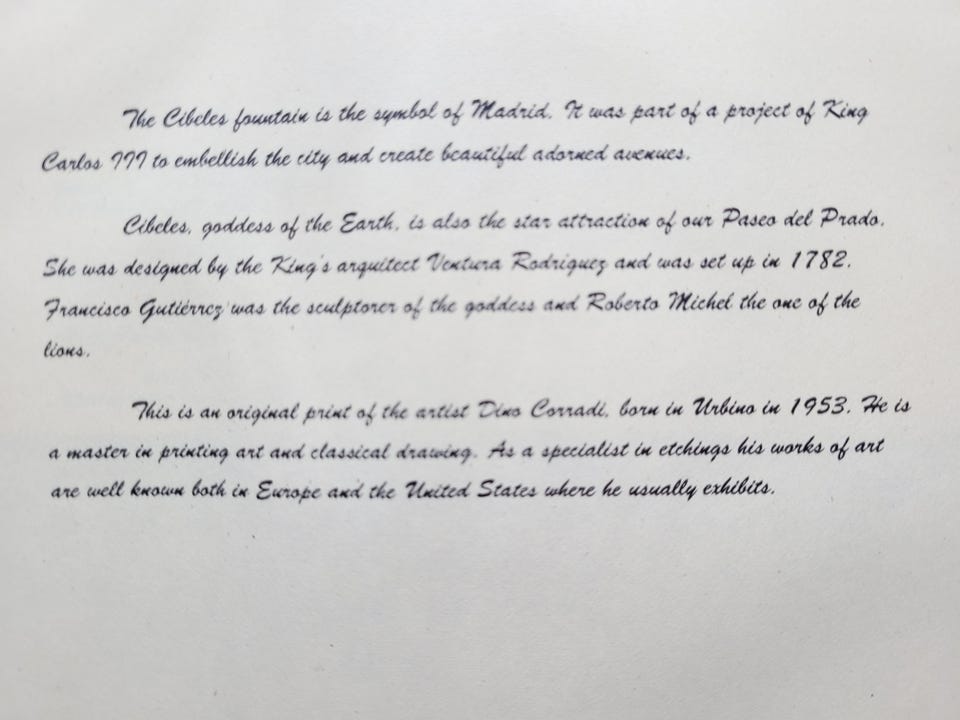 The Cibeles fountain is the symbol of Madrid. It was part of a project of King
Carlos III to embellish the city and create beautiful adorned avenues.
Cibeles, goddess of the Earth, is also the star attraction of our Paseo del Prado.
She was designed by the King's arquitect Ventura Rodriguez and was set up in 1782.
Francisco Gutiérrez was the sculptorer of the goddess and Roberto Michel the one of the
lions.
This is an original print of the artist Dino Corradi, born in Urbino in 1953. He is
a master in printing art and classical drawing. As a specialist in etchings his works of art
are well known both in Europe and the United States where he usually exhibits.